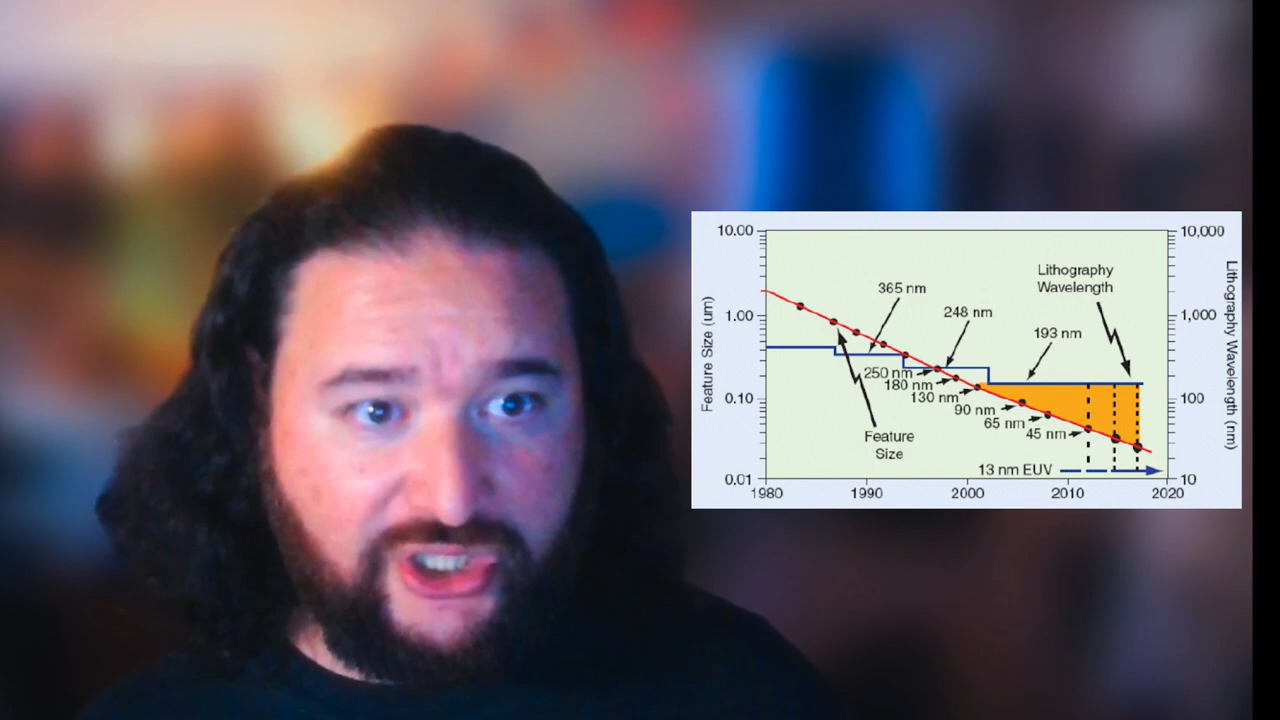 10.00
10,000
Lithography
Wavelength
365 nm
248 nm
1.00
1,000
193 nm
Feature Size (um)
Lithography Wavelength (nm)
250 nm
180 nm
130 nm
0.10
100
90 nm
65 nm
45 nm
Feature
Size
13 nm EUV
0.01
10
1980
1990
2000
2010
2020